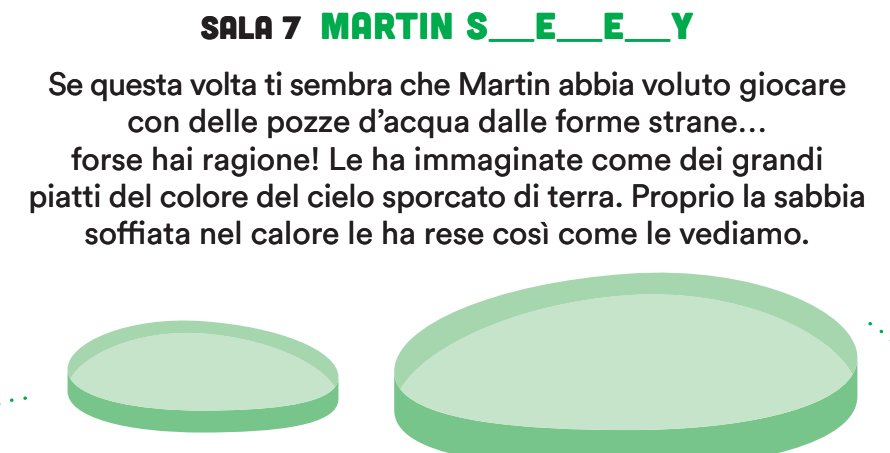 SALA 7 MARTIN S__E__E__Y
Se questa volta ti sembra che Martin abbia voluto giocare
con delle pozze d’acqua dalle forme strane…
forse hai ragione! Le ha immaginate come dei grandi
piatti del colore del cielo sporcato di terra. Proprio la sabbia
soffiata nel calore le ha rese così come le vediamo.